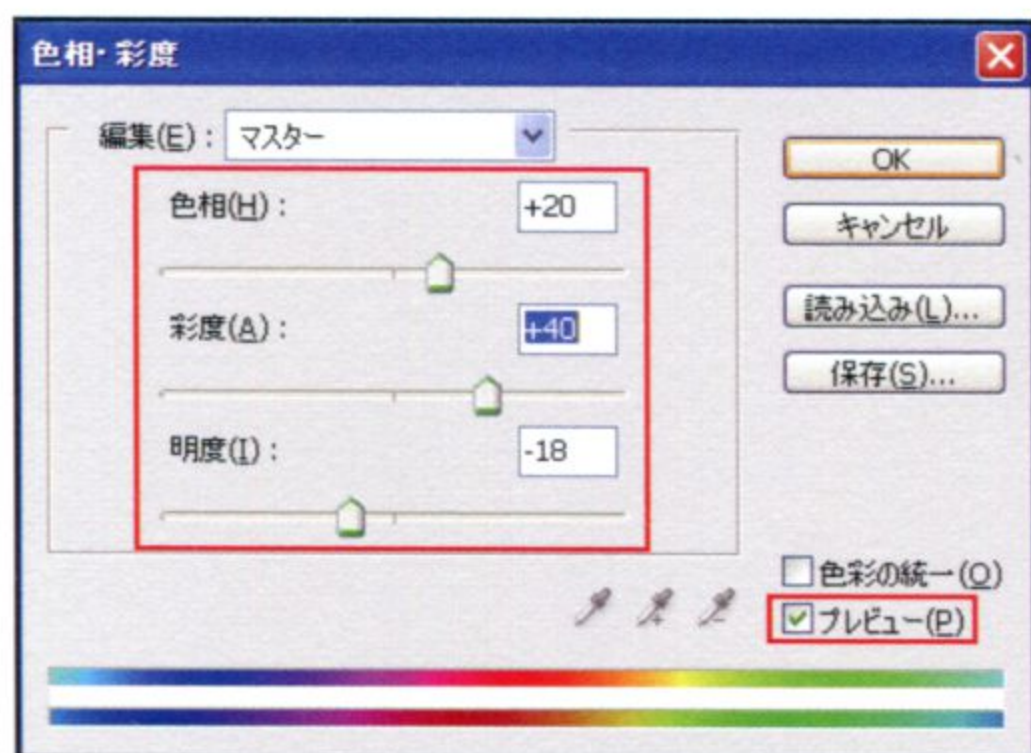 色相・彩度
編集(E): マスター
色相(H): +20
彩度(A): +40
明度(I): -18
OK
キャンセル
読み込み(L)...
保存(S)...
色彩の統一(O)
プレビュー(P)